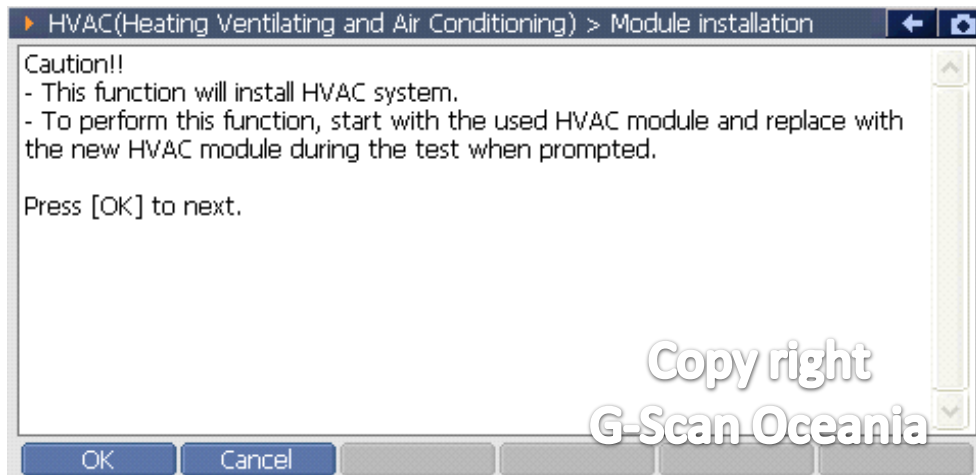 HVAC(Heating Ventilating and Air Conditioning) > Module installation
Caution!!
- This function will install HVAC system.
- To perform this function, start with the used HVAC module and replace with
the new HVAC module during the test when prompted.
Press [OK] to next.
Copy right
G-Scan Oceania
OK Cancel